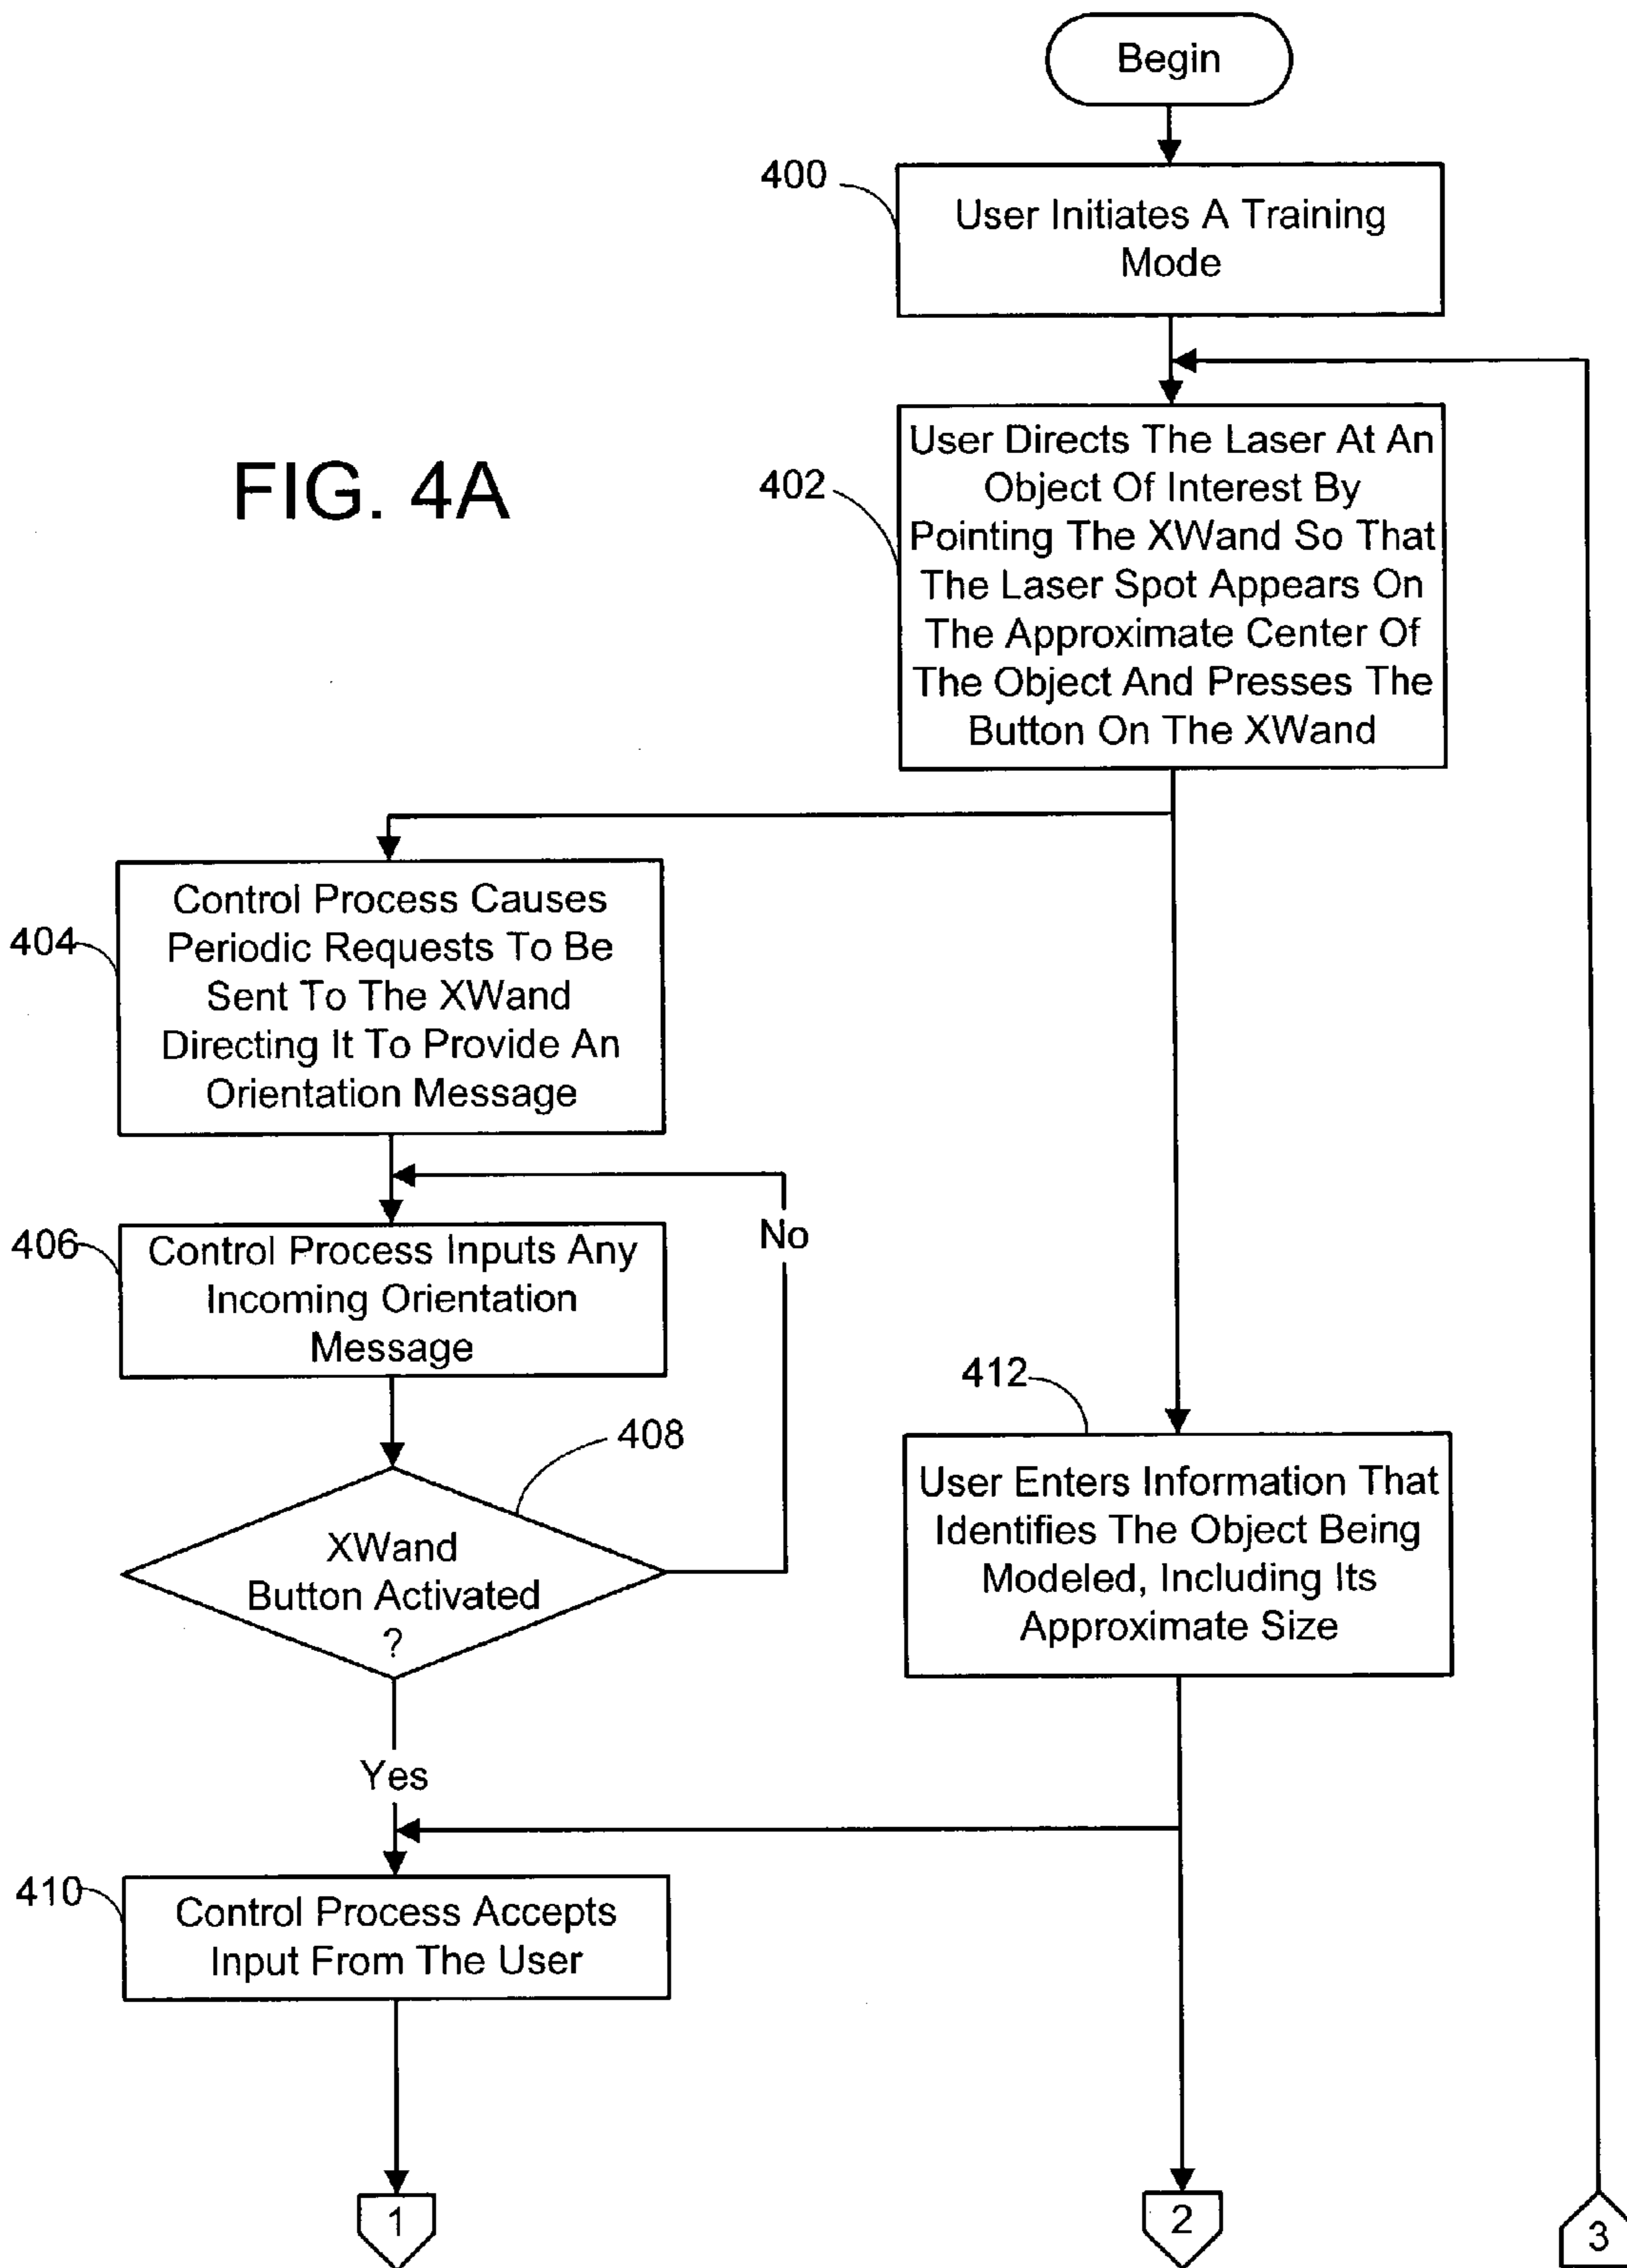 Begin
400
User Initiates A Training
Mode
FIG. 4A
402
User Directs The Laser At An
Object Of Interest By
Pointing The XWand So That
The Laser Spot Appears On
The Approximate Center Of
The Object And Presses The
Button On The XWand
404
Control Process Causes
Periodic Requests To Be
Sent To The XWand
Directing It To Provide An
Orientation Message
406
Control Process Inputs Any
Incoming Orientation
Message
No
408
XWand
Button Activated
?
Yes
412
User Enters Information That
Identifies The Object Being
Modeled, Including Its
Approximate Size
410
Control Process Accepts
Input From The User
1
2
3